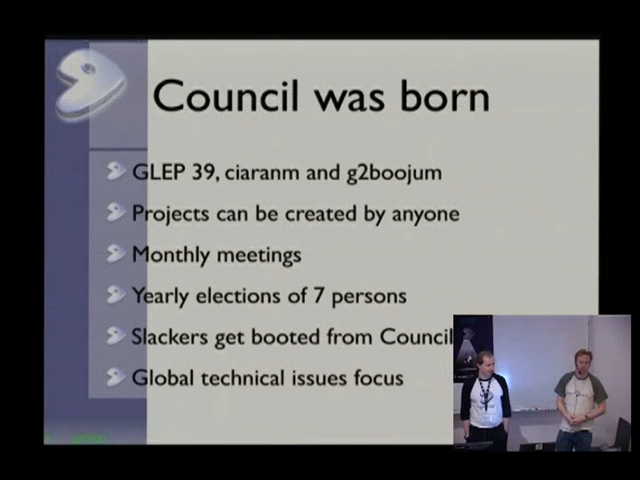 Council was born
GLEP 39, ciaranm and g2boojum
Projects can be created by anyone
Monthly meetings
Yearly elections of 7 persons
Slackers get booted from Council
Global technical issues focus